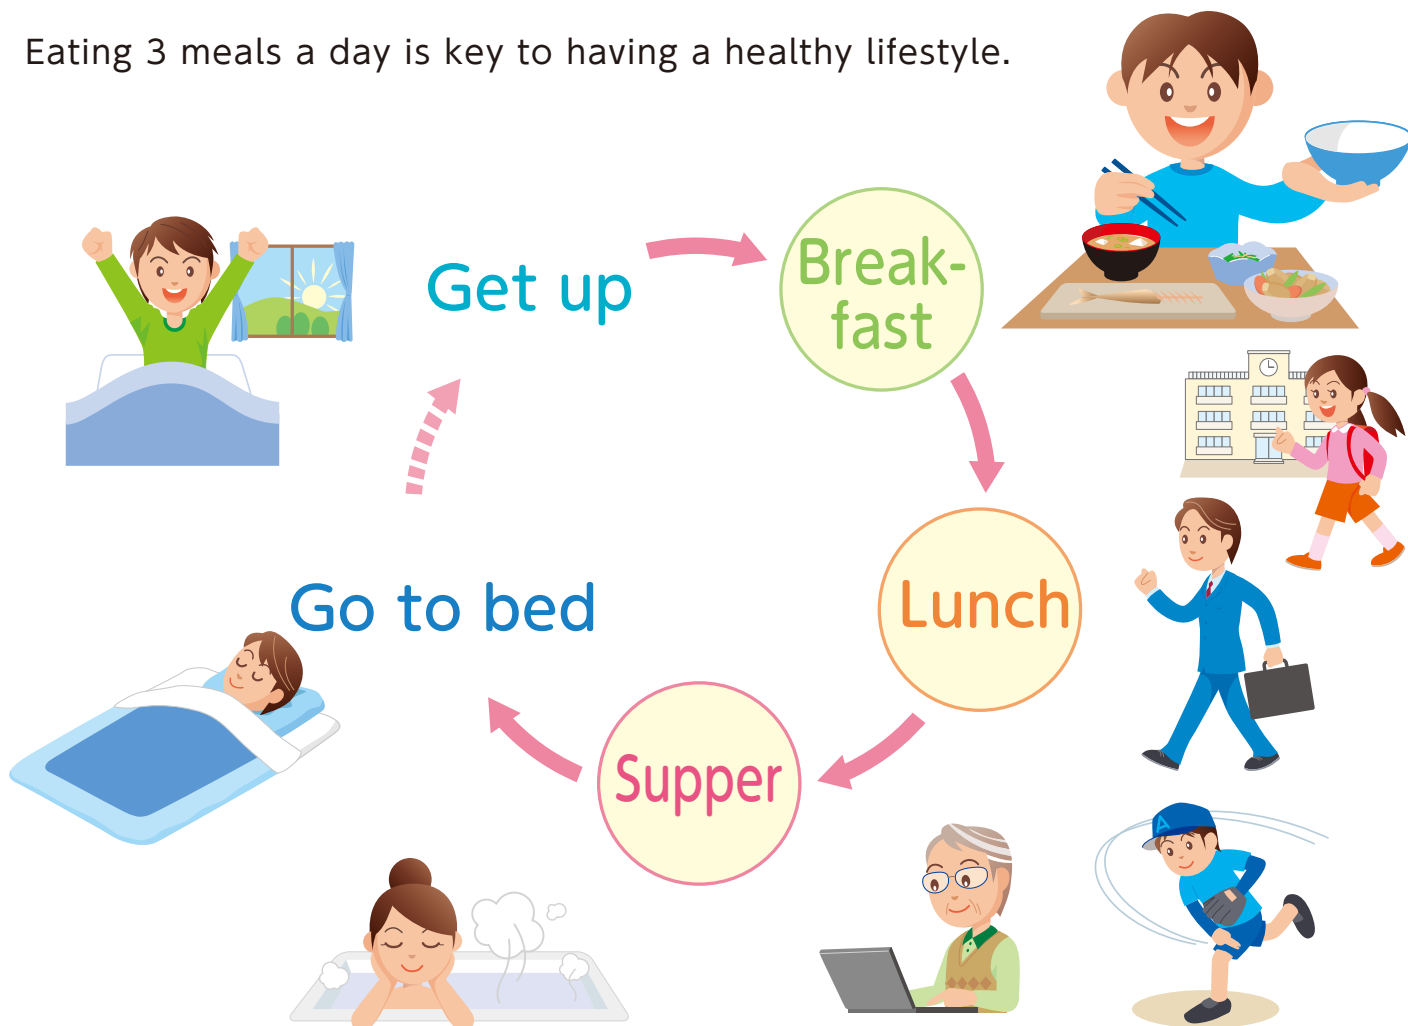 Eating 3 meals a day is key to having a healthy lifestyle.
Get up
Break-
fast
Lunch
Supper
Go to bed
A